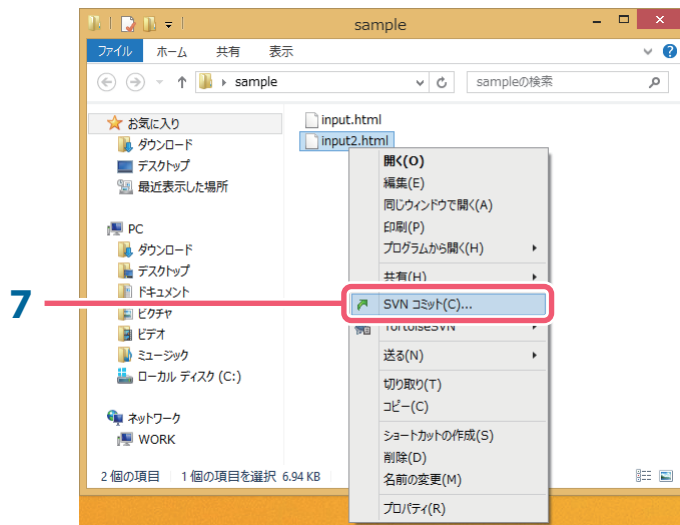 sample
ファイル ホーム 共有 表示
sample
sampleの検索
お気に入り
ダウンロード
デスクトップ
最近表示した場所
PC
ダウンロード
デスクトップ
ドキュメント
ピクチャ
ビデオ
ミュージック
ローカル ディスク (C:)
ネットワーク
WORK
input.html
input2.html
開く(O)
編集(E)
同じウィンドウで開く(A)
印刷(P)
プログラムから開く(H)
共有(H)
7
SVN コミット(C)...
TortoiseSVN
送る(N)
切り取り(T)
コピー(C)
ショートカットの作成(S)
削除(D)
名前の変更(M)
プロパティ(R)
2 個の項目 1 個の項目を選択 6.94 KB